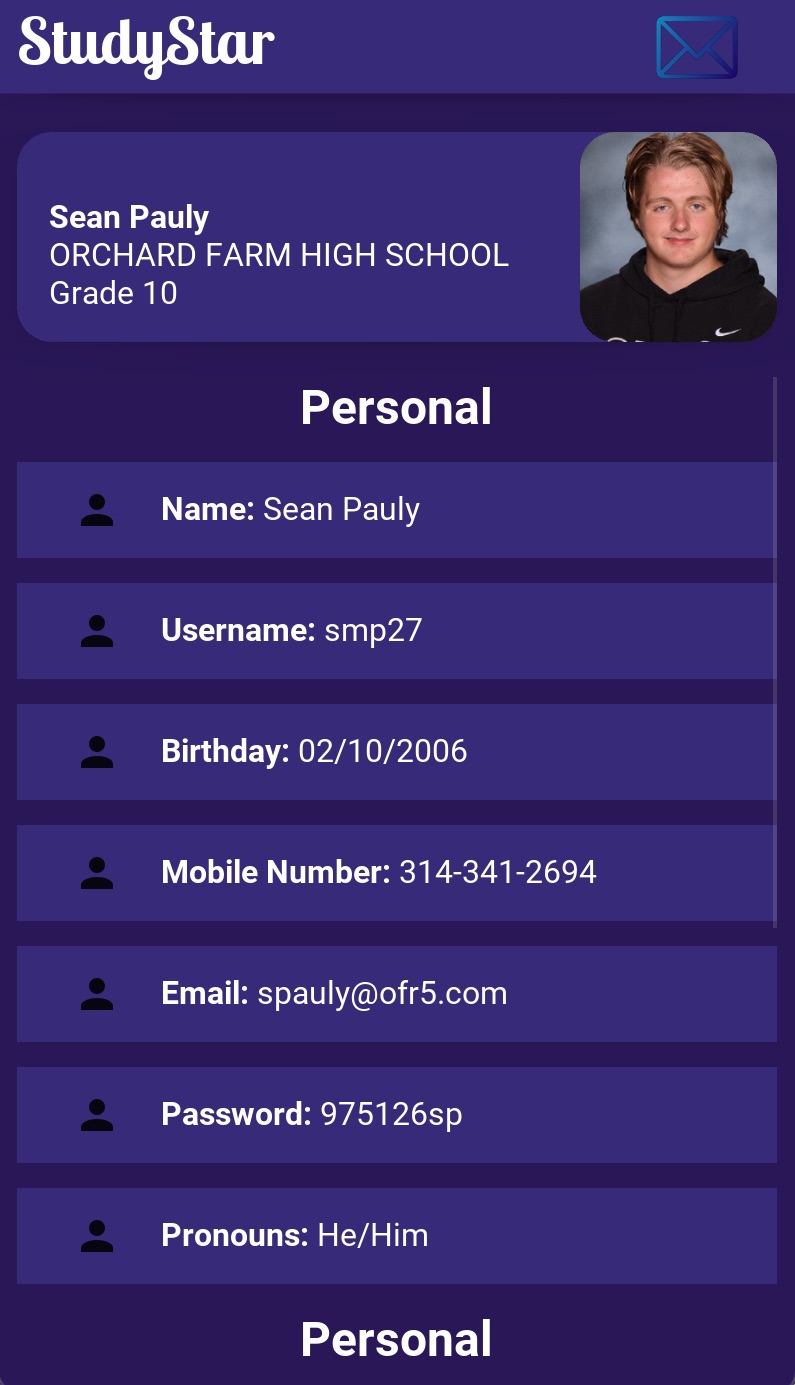 StudyStar
Sean Pauly
ORCHARD FARM HIGH SCHOOL
Grade 10
Personal
Name: Sean Pauly
Username: smp27
Birthday: 02/10/2006
Mobile Number: 314-341-2694
Email: spauly@ofr5.com
Password: 975126sp
Pronouns: He/Him
Personal